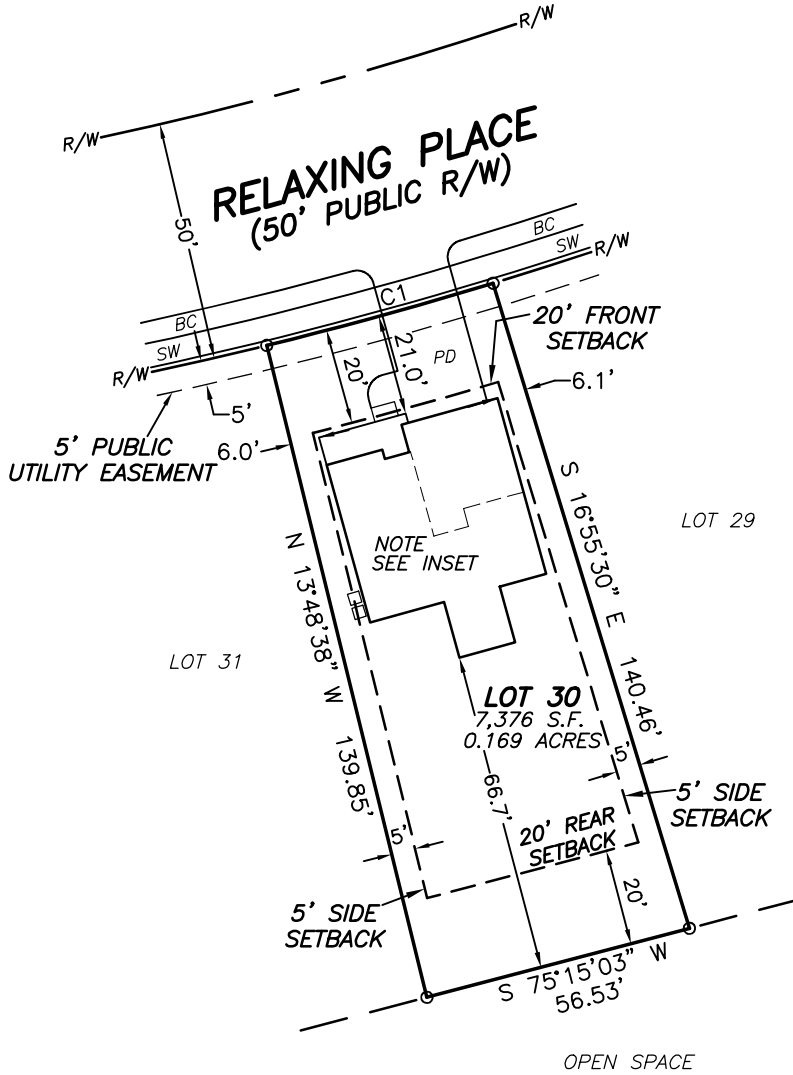 R/W
R/W
RELAXING PLACE
(50' PUBLIC R/W)
50'
BC
SW
R/W
C1
BC
SW
R/W
20' FRONT
SETBACK
20'
21.0'
PD
6.1'
5'
5' PUBLIC
UTILITY EASEMENT
6.0'
S 16°55'30" E 140.46'
LOT 29
NOTE
SEE INSET
N 13°48'38" W 139.85'
LOT 31
LOT 30
7,376 S.F.
0.169 ACRES
66.7'
5'
5' SIDE
SETBACK
20' REAR
SETBACK
5'
20'
5' SIDE
SETBACK
S 75°15'03" W
56.53'
OPEN SPACE